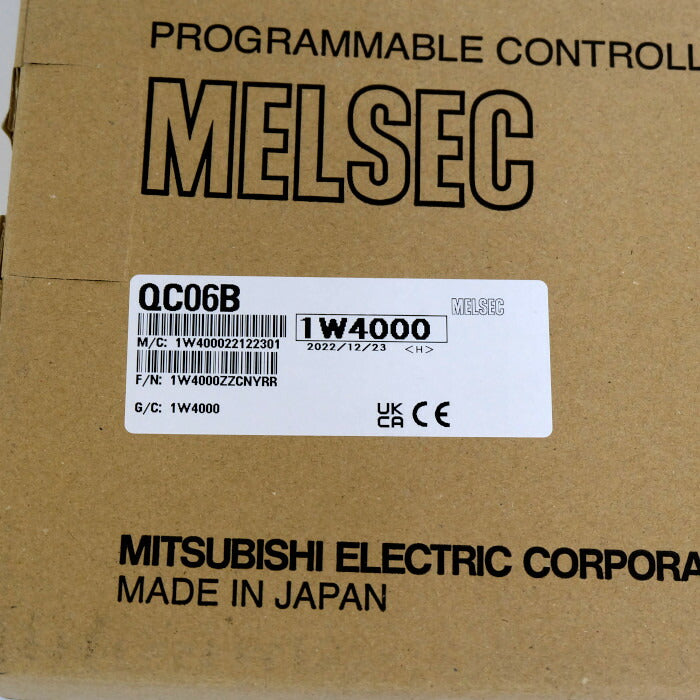 PROGRAMMABLE CONTROLL
MELSEC
QC06B
MELSEC
1W4000
M/C: 1W400022122301
2022/12/23 <H>
F/N: 1W4000ZZCNYRR
G/C: 1W4000
UK
CA CE
MITSUBISHI ELECTRIC CORPORA
MADE IN JAPAN